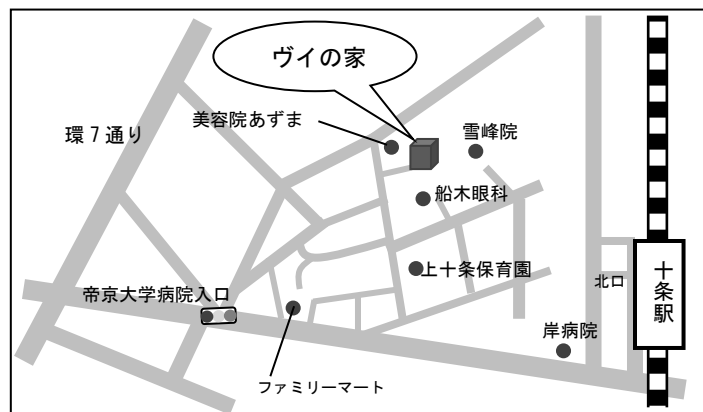 ヴイの家
美容院あずま
雪峰院
環7通り
船木眼科
上十条保育園
北口
十条駅
帝京大学病院入口
岸病院
ファミリーマート